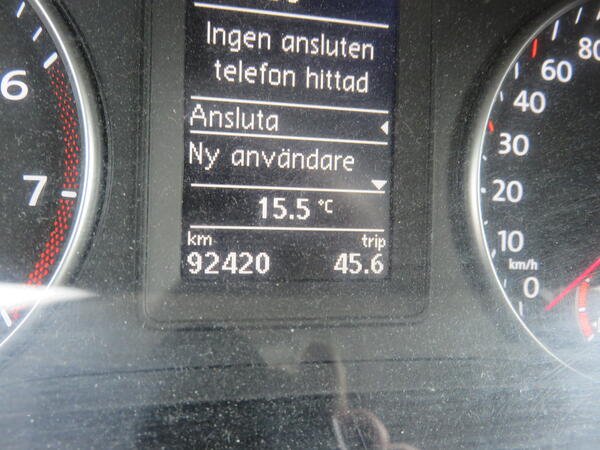 Ingen ansluten
telefon hittad
Ansluta
Ny användare
15.5 °C
km trip
92420 45.6
6
7
80
60
40
30
20
10
km/h
0